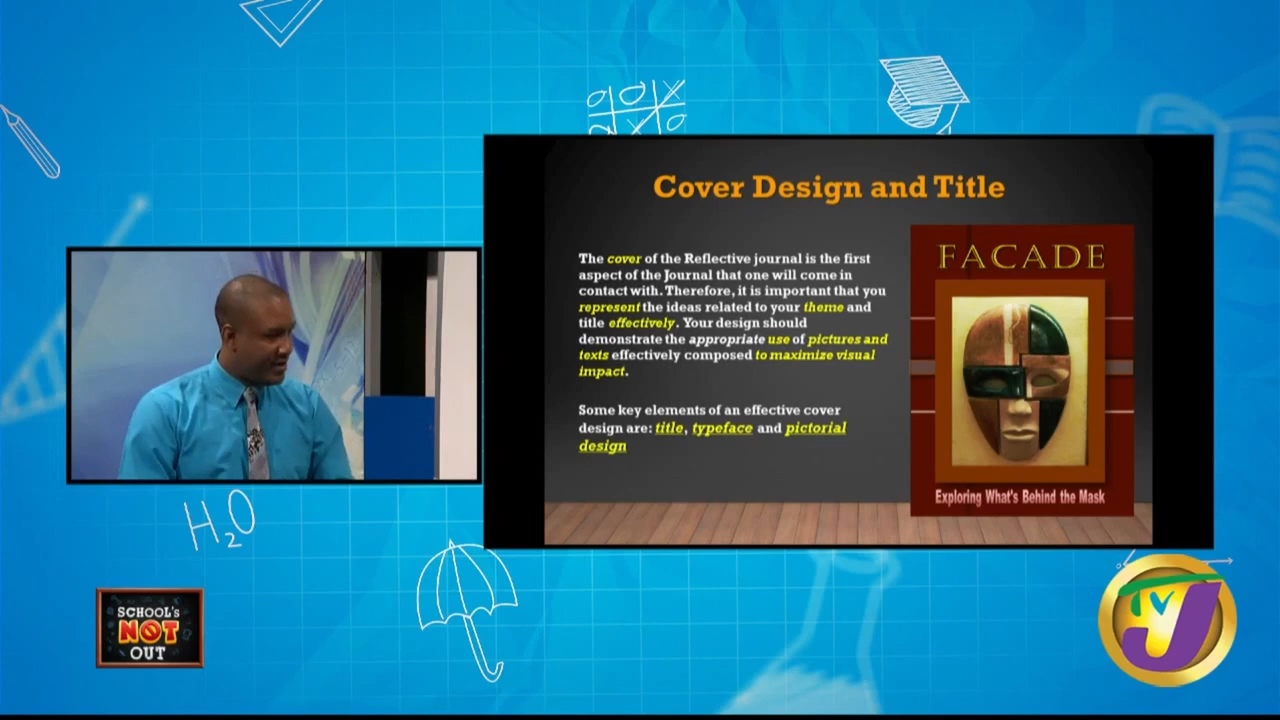 Cover Design and Title
The cover of the Reflective journal is the first
aspect of the Journal that one will come in
contact with. Therefore, it is important that you
represent the ideas related to your theme and
title effectively. Your design should
demonstrate the appropriate use of pictures and
texts effectively composed to maximize visual
impact.
Some key elements of an effective cover
design are: title, typeface and pictorial
design
FACADE
Exploring What's Behind the Mask
H2O
SCHOOL's
NOT
OUT
TVJ